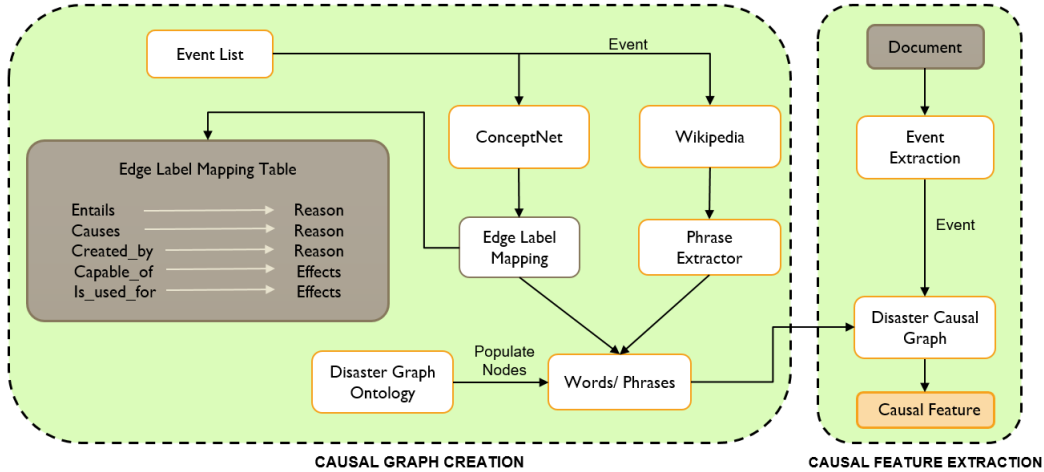 Event List
Event
ConceptNet
Wikipedia
Edge Label Mapping Table
Entails Reason
Causes Reason
Created_by Reason
Capable_of Effects
Is_used_for Effects
Edge Label
Mapping
Phrase
Extractor
Disaster Graph
Ontology
Populate
Nodes
Words/ Phrases
CAUSAL GRAPH CREATION
Document
Event
Extraction
Event
Disaster Causal
Graph
Causal Feature
CAUSAL FEATURE EXTRACTION